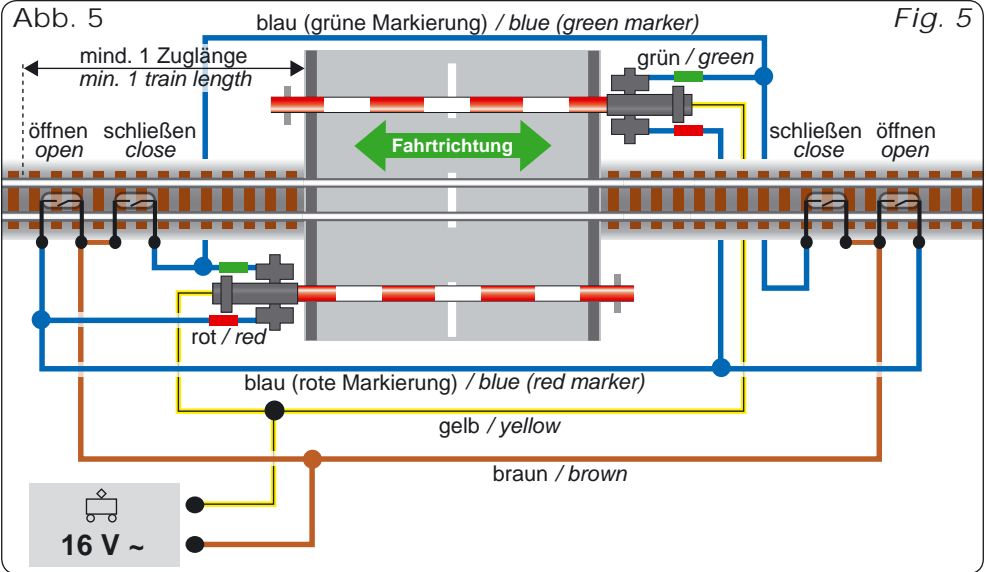 Abb. 5
Fig. 5
blau (grüne Markierung) / blue (green marker)
mind. 1 Zuglänge
min. 1 train length
grün / green
öffnen
open
schließen
close
Fahrtrichtung
schließen
close
öffnen
open
rot / red
blau (rote Markierung) / blue (red marker)
gelb / yellow
braun / brown
16 V ~